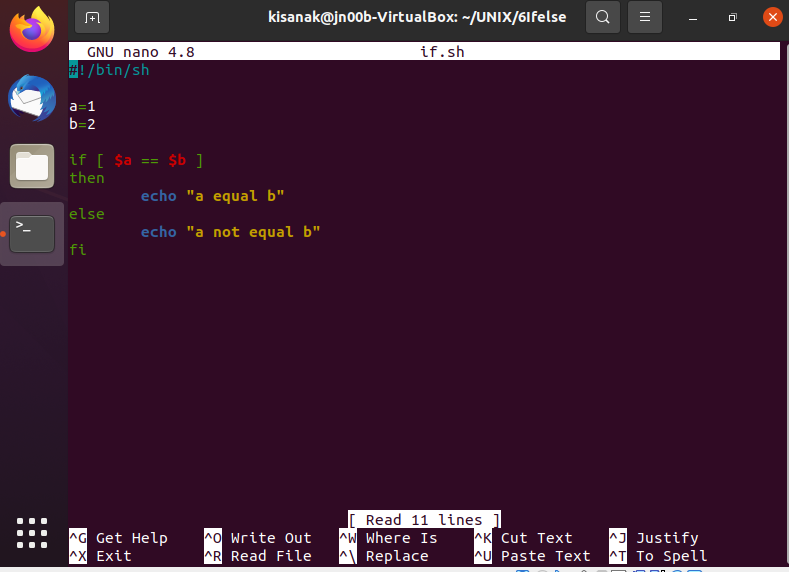 kisanak@jn00b-VirtualBox: ~/UNIX/6Ifelse
GNU nano 4.8 if.sh
#!/bin/sh
a=1
b=2
if [ $a == $b ]
then
echo "a equal b"
else
echo "a not equal b"
fi
[ Read 11 lines ]
^G Get Help ^O Write Out ^W Where Is ^K Cut Text ^J Justify
^X Exit ^R Read File ^\ Replace ^U Paste Text ^T To Spell